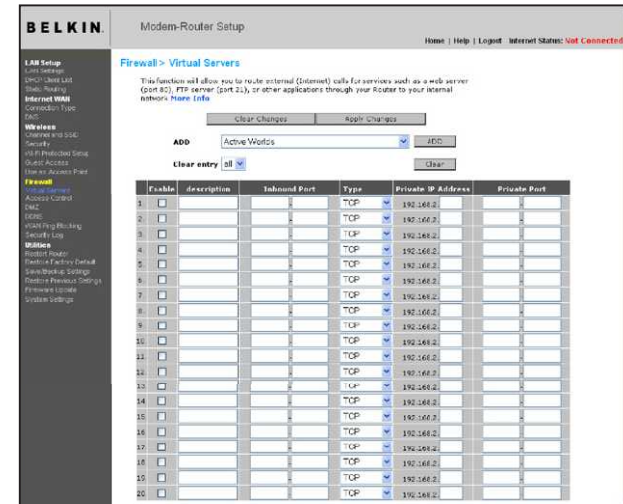 BELKIN.
Modem-Router Setup
Home | Help | Logout Internet Status: Not Connected
LAN Setup
LAN Settings
DHCP Client List
Static Routing
Internet WAN
Connection Type
DNS
Wireless
Channel and SSID
Security
Wi-Fi Protected Setup
Guest Access
Use as Access Point
Firewall
Virtual Servers
Access Control
DMZ
DDNS
WAN Ping Blocking
Security Log
Utilities
Restart Router
Restore Factory Default
Save/Backup Settings
Restore Previous Settings
Firmware Update
System Settings
Firewall > Virtual Servers
This function will allow you to route external (Internet) calls for services such as a web server
(port 80), FTP server (port 21), or other applications through your Router to your internal
network More Info
Clear Changes Apply Changes
ADD Active Worlds ADD
Clear entry all Clear
Enable description Inbound Port Type Private IP Address Private Port
1. - TCP 192.168.2. -
2. - TCP 192.168.2. -
3. - TCP 192.168.2. -
4. - TCP 192.168.2. -
5. - TCP 192.168.2. -
6. - TCP 192.168.2. -
7. - TCP 192.168.2. -
8. - TCP 192.168.2. -
9. - TCP 192.168.2. -
10. - TCP 192.168.2. -
11. - TCP 192.168.2. -
12. - TCP 192.168.2. -
13. - TCP 192.168.2. -
14 - TCP 192.168.2. -
15 - TCP 192.168.2. -
16 - TCP 192.168.2. -
17. - TCP 192.168.2. -
18. - TCP 192.168.2. -
19 - TCP 192.168.2. -
20 - TCP 192.168.2. -